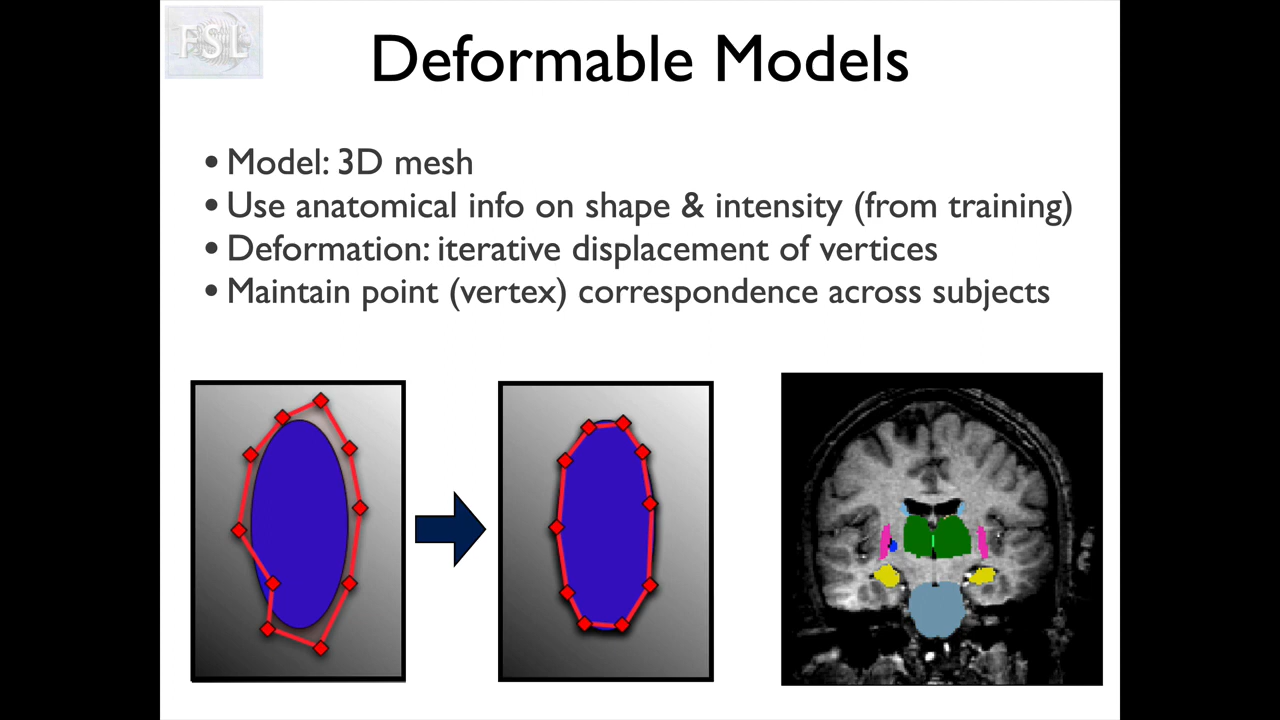 FSL
Deformable Models
• Model: 3D mesh
• Use anatomical info on shape & intensity (from training)
• Deformation: iterative displacement of vertices
• Maintain point (vertex) correspondence across subjects